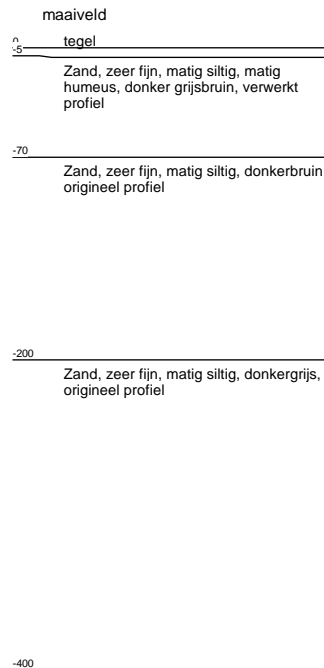 maaiveld
0 tegel
-5
Zand, zeer fijn, matig siltig, matig
humeus, donker grijsbruin, verwerkt
profiel
-70
Zand, zeer fijn, matig siltig, donkerbruin
origineel profiel
-200
Zand, zeer fijn, matig siltig, donkergrijs,
origineel profiel
-400